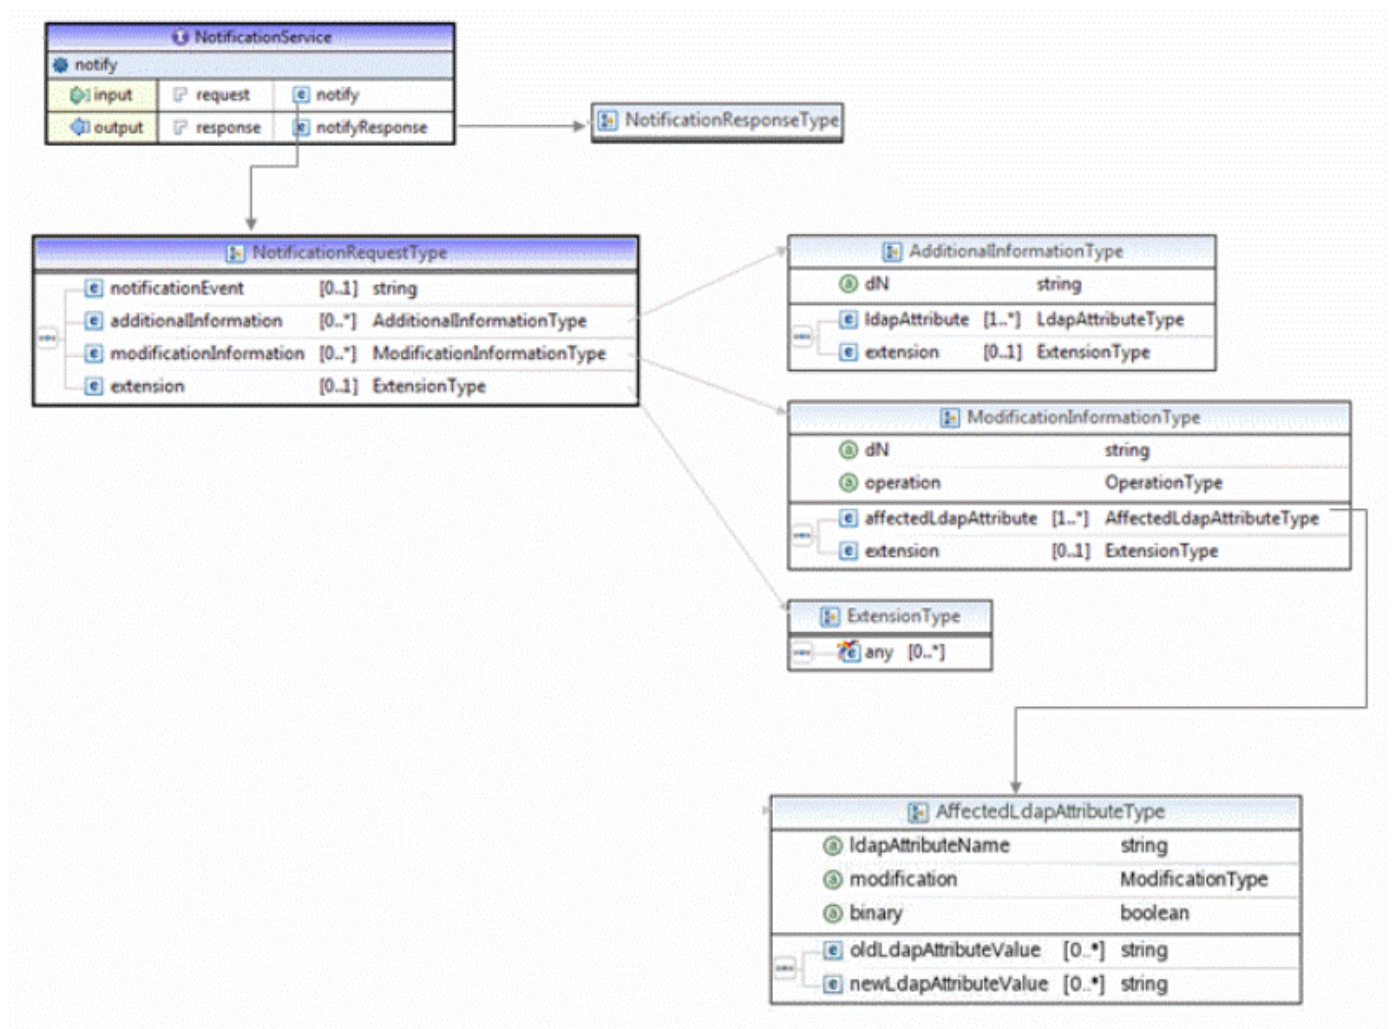 NotificationService
notify
input request notify
output response notifyResponse
NotificationResponseType
NotificationRequestType
notificationEvent [0..1] string
additionalInformation [0..*] AdditionalInformationType
modificationInformation [0..*] ModificationInformationType
extension [0..1] ExtensionType
AdditionalInformationType
dN string
ldapAttribute [1..*] LdapAttributeType
extension [0..1] ExtensionType
ModificationInformationType
dN string
operation OperationType
affectedLdapAttribute [1..*] AffectedLdapAttributeType
extension [0..1] ExtensionType
ExtensionType
any [0..*]
AffectedLdapAttributeType
ldapAttributeName string
modification ModificationType
binary boolean
oldLdapAttributeValue [0..*] string
newLdapAttributeValue [0..*] string